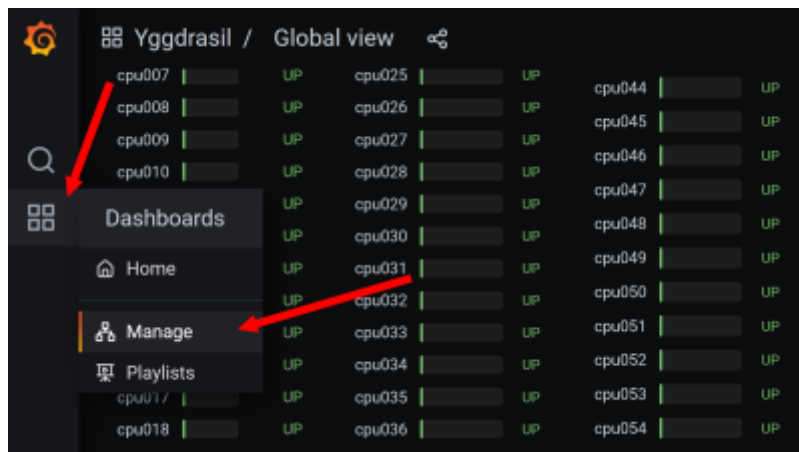 Yggdrasil / Global view
cpu007 UP cpu025 UP
cpu044 UP
cpu008 UP cpu026 UP
cpu045 UP
cpu009 UP cpu027 UP
cpu046 UP
cpu010 UP cpu028 UP
cpu047 UP
UP cpu029 UP
Dashboards
cpu048 UP
UP cpu030 UP
cpu049 UP
Home
UP cpu031 UP
cpu050 UP
UP cpu032 UP
cpu051 UP
Manage
UP cpu033 UP
cpu052 UP
UP cpu034 UP
Playlists
cpu053 UP
cpu017 UP cpu035 UP
cpu018 UP cpu036 UP
cpu054 UP